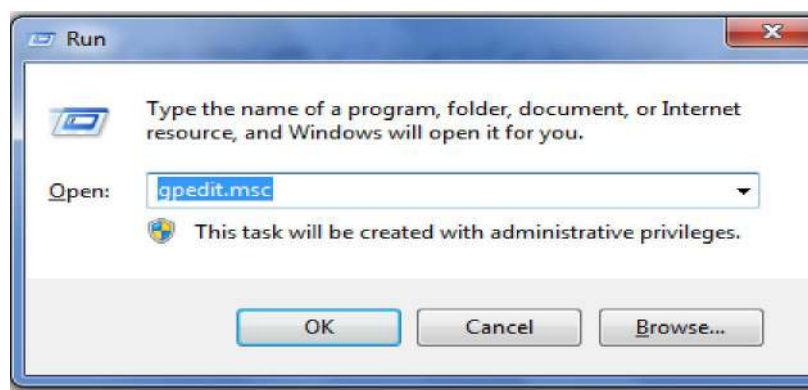 Run
Type the name of a program, folder, document, or Internet
resource, and Windows will open it for you.
Open: gpedit.msc
This task will be created with administrative privileges.
OK Cancel Browse...